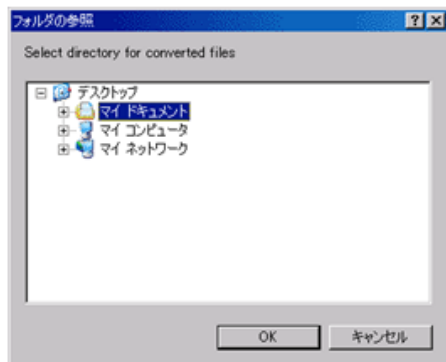 フォルダの参照
Select directory for converted files
デスクトップ
マイ ドキュメント
マイ コンピュータ
マイ ネットワーク
OK
キャンセル